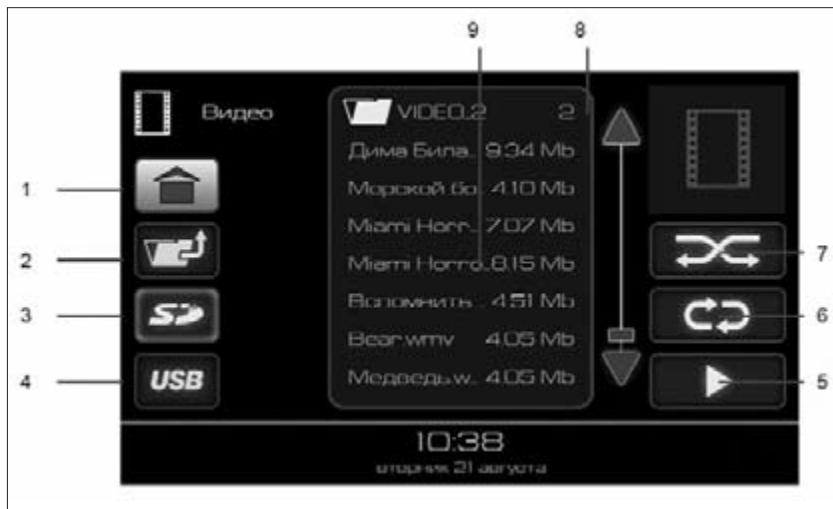 9 8
Видео
VIDEO.2 2
Дима Била.. 9.34 Mb
Морской бо.. 4.10 Mb
Miami Horr.. 7.07 Mb
Miami Horro.. 8.15 Mb
Вспомнить .. 4.51 Mb
Bear.wmv 4.05 Mb
Медведь.w.. 4.05 Mb
1
2
3 SD
4 USB
7
6
5
10:38
вторник 21 августа